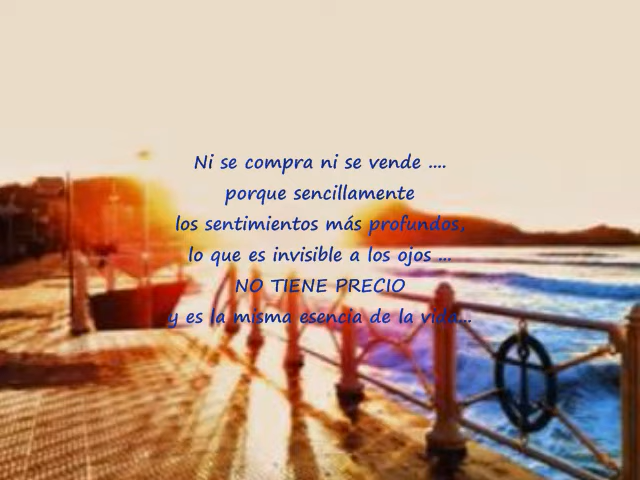 Ni se compra ni se vende ....
porque sencillamente
los sentimientos más profundos,
lo que es invisible a los ojos ...
NO TIENE PRECIO
y es la misma esencia de la vida...